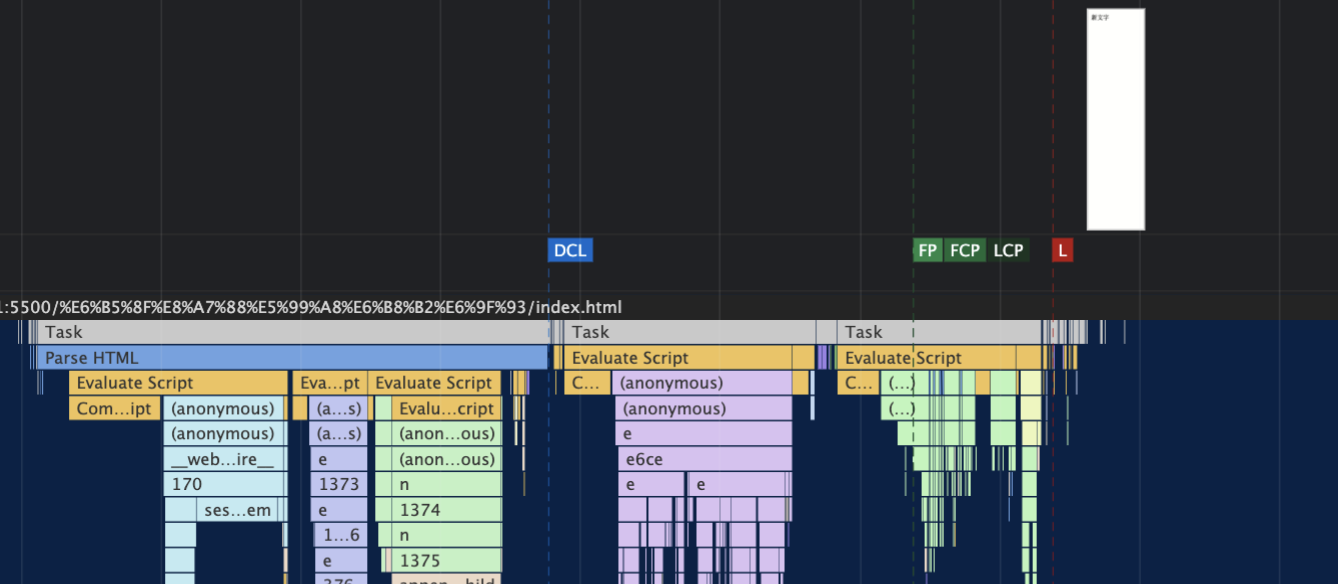 新文字
DCL FP FCP LCP L
:5500/%E6%B5%8F%E8%A7%88%E5%99%A8%E6%B8%B2%E6%9F%93/index.html
Task Task Task
Parse HTML Evaluate Script Evaluate Script
Evaluate Script Eva...pt Evaluate Script C... (anonymous) C... (...)
Com...ipt (anonymous) (a...s) Evalu...cript (anonymous) (...)
(anonymous) (a...s) (anon...ous) e
__web...ire__ e (anon...ous) e6ce
170 1373 n e e
ses...em e 1374
1...6 n
e 1375
376